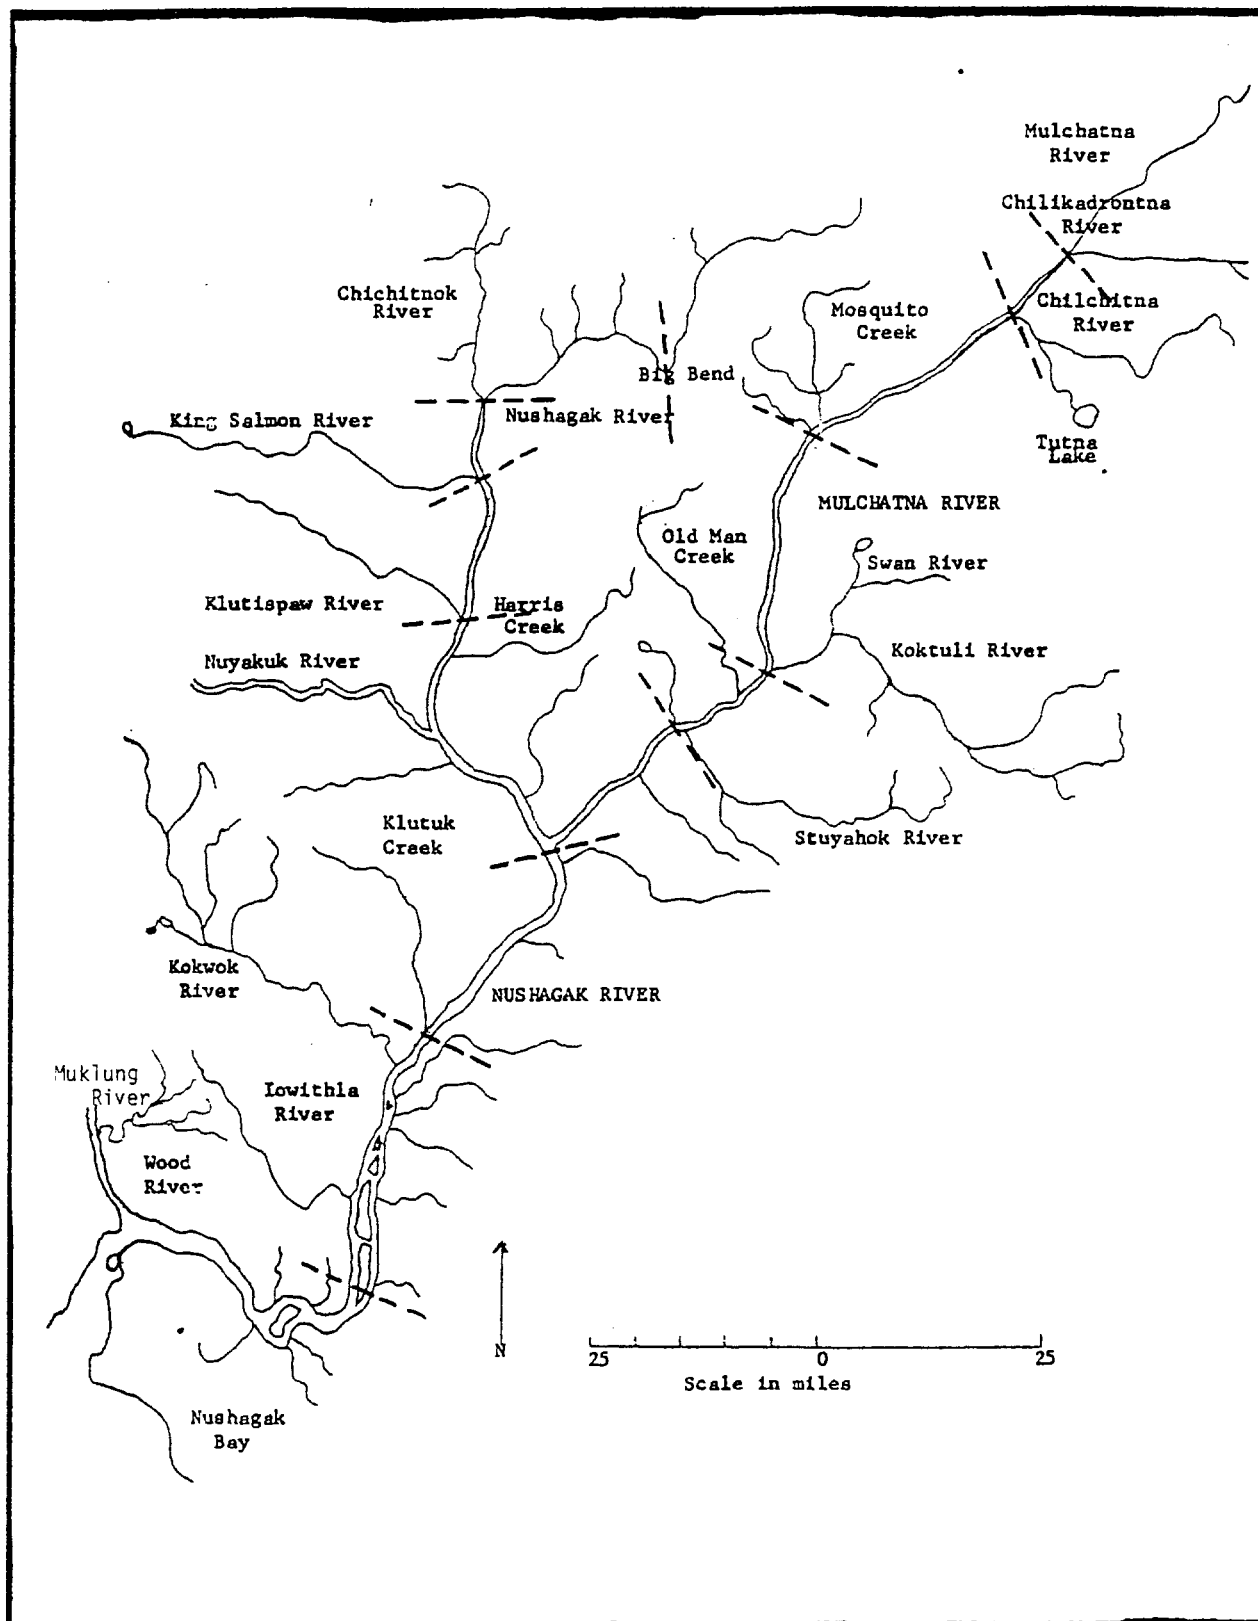 Mulchatna
River
Chilikadrontna
River
Chichitnok
River
Mosquito
Creek
Chilchitna
River
Big Bend
King Salmon River
Nushagak River
Tutna
Lake
MULCHATNA RIVER
Old Man
Creek
Swan River
Klutispaw River
Harris
Creek
Nuyakuk River
Koktuli River
Klutuk
Creek
Stuyahok River
Kokwok
River
NUSHAGAK RIVER
Muklung
River
Iowithla
River
Wood
River
N
25
0
25
Scale in miles
Nushagak
Bay